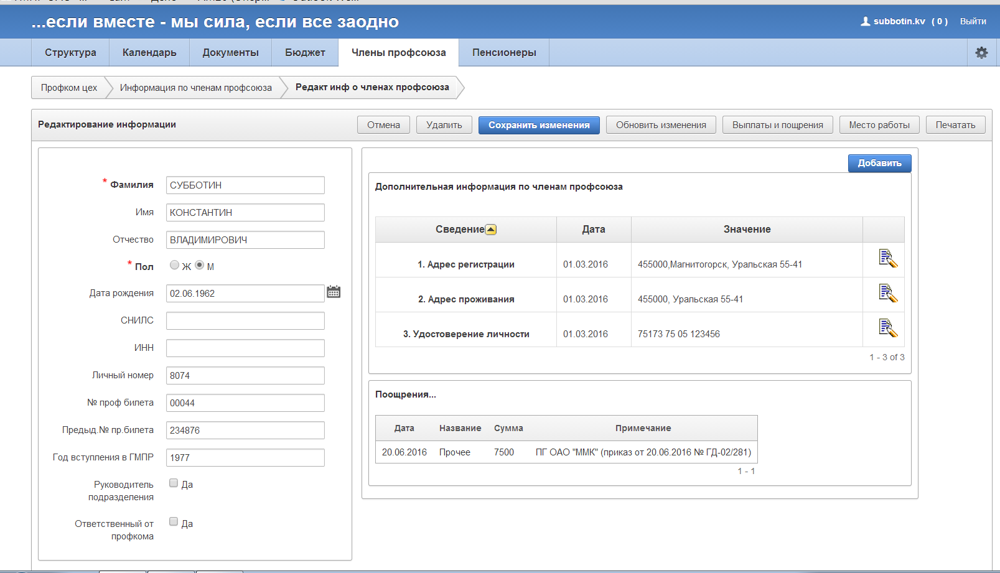 ...если вместе - мы сила, если все заодно
subbotin.kv ( 0 ) Выйти
Структура Календарь Документы Бюджет Члены профсоюза Пенсионеры
Профком цех Информация по членам профсоюза Редакт инф о членах профсоюза
Редактирование информации Отмена Удалить Сохранить изменения Обновить изменения Выплаты и пощрения Место работы Печатать
* Фамилия СУББОТИН
Имя КОНСТАНТИН
Отчество ВЛАДИМИРОВИЧ
* Пол Ж М
Дата рождения 02.06.1962
СНИЛС
ИНН
Личный номер 8074
№ проф билета 00044
Предыд.№ пр.билета 234876
Год вступления в ГМПР 1977
Руководитель Да
подразделения
Ответственный от Да
профкома
Добавить
Дополнительная информация по членам профсоюза
Сведение Дата Значение
1. Адрес регистрации 01.03.2016 455000,Магнитогорск, Уральская 55-41
2. Адрес проживания 01.03.2016 455000, Уральская 55-41
3. Удостоверение личности 01.03.2016 75173 75 05 123456
1 - 3 of 3
Поощрения...
Дата Название Сумма Примечание
20.06.2016 Прочее 7500 ПГ ОАО "ММК" (приказ от 20.06.2016 № ГД-02/281)
1 - 1